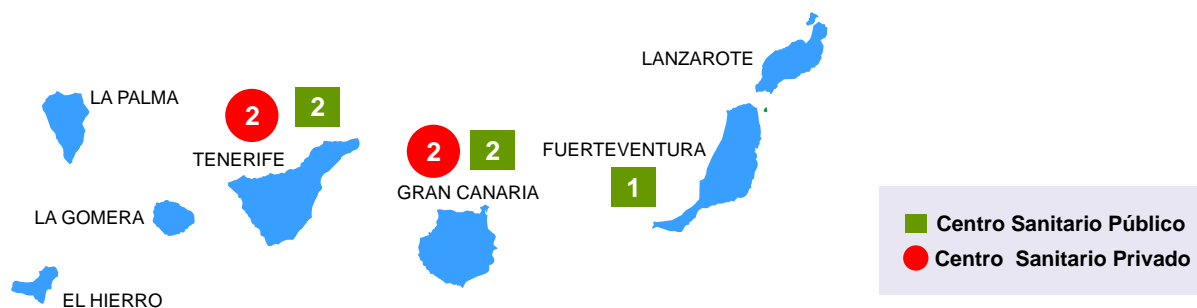 LANZAROTE
LA PALMA
2
2
TENERIFE
2
2
FUERTEVENTURA
GRAN CANARIA
1
LA GOMERA
EL HIERRO
Centro Sanitario Público
Centro Sanitario Privado